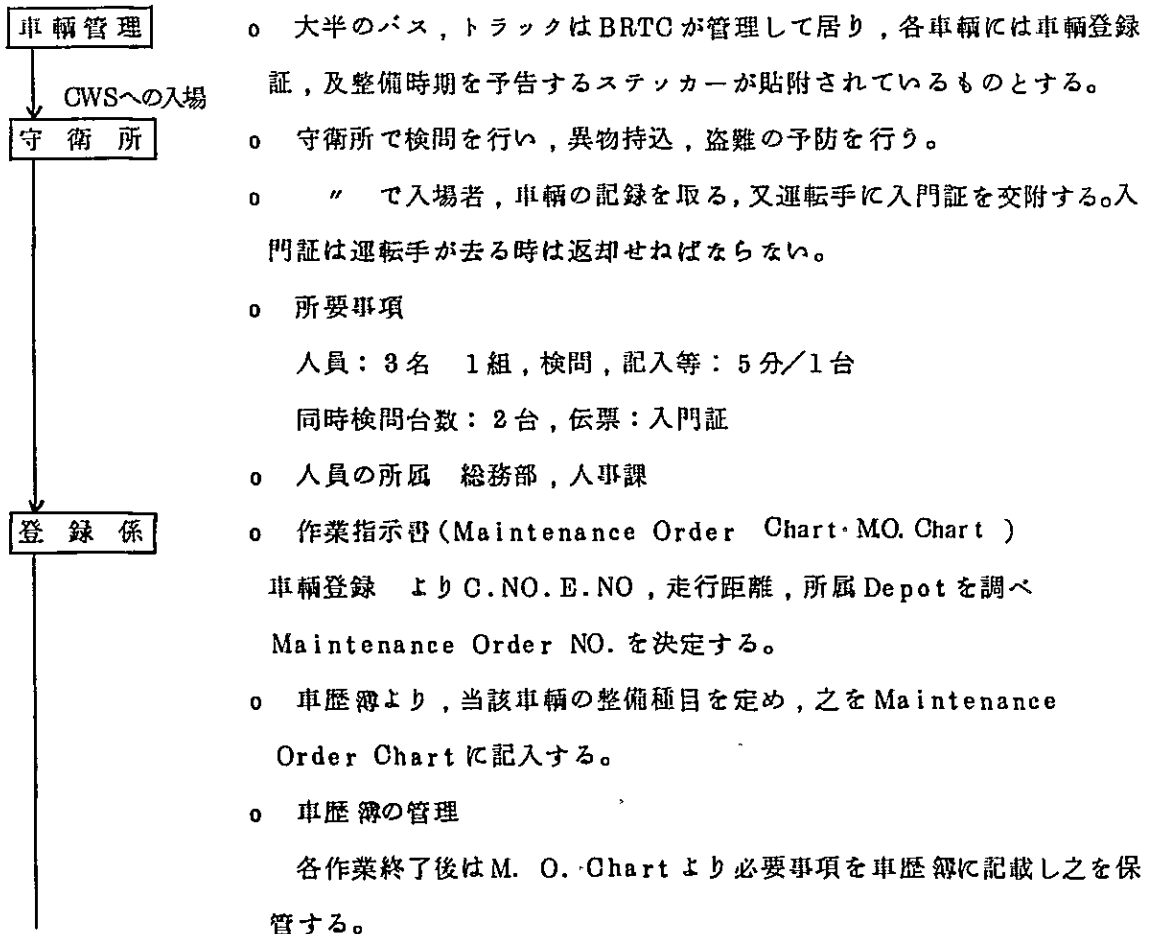 車輌管理
o 大半のバス,トラックはBRTCが管理して居り,各車輌には車輌登録
証,及整備時期を予告するステッカーが貼附されているものとする。
CWSへの入場
守衛所
o 守衛所で検問を行い,異物持込,盗難の予防を行う。
o 〃 で入場者,車輌の記録を取る,又運転手に入門証を交附する。入
門証は運転手が去る時は返却せねばならない。
o 所要事項
人員:3名 1組,検問,記入等:5分/1台
同時検問台数:2台,伝票:入門証
o 人員の所属 総務部,人事課
登録係
o 作業指示書(Maintenance Order Chart・M.O. Chart )
車輌登録 よりC.NO.E.NO,走行距離,所属Depotを調べ
Maintenance Order NO.を決定する。
o 車歴簿より,当該車輌の整備種目を定め,之をMaintenance
Order Chartに記入する。
o 車歴簿の管理
各作業終了後はM. O. Chartより必要事項を車歴簿に記載し之を保
管する。